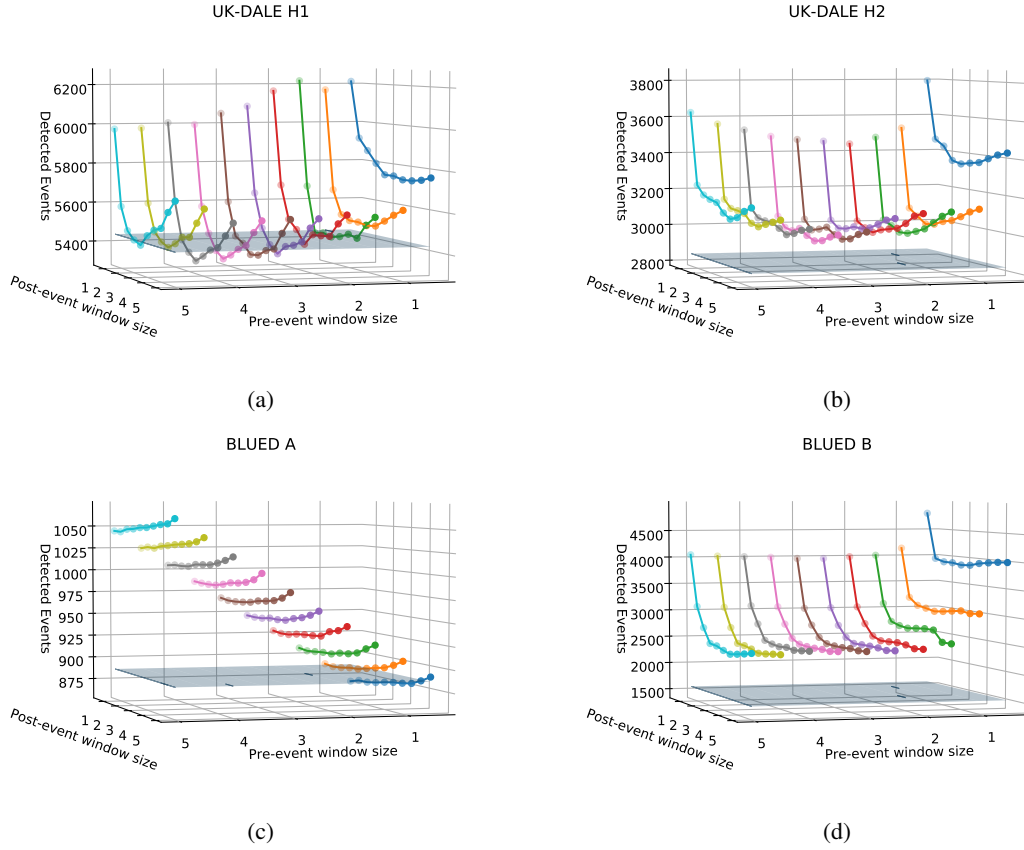 UK-DALE H1
6200
6000
5800
5600
5400
Detected Events
1 2 3 4 5
Post-event window size
5 4 3 2 1
Pre-event window size
(a)
UK-DALE H2
3800
3600
3400
3200
3000
2800
Detected Events
1 2 3 4 5
Post-event window size
5 4 3 2 1
Pre-event window size
(b)
BLUED A
1050
1025
1000
975
950
925
900
875
Detected Events
1 2 3 4 5
Post-event window size
5 4 3 2 1
Pre-event window size
(c)
BLUED B
4500
4000
3500
3000
2500
2000
1500
Detected Events
1 2 3 4 5
Post-event window size
5 4 3 2 1
Pre-event window size
(d)